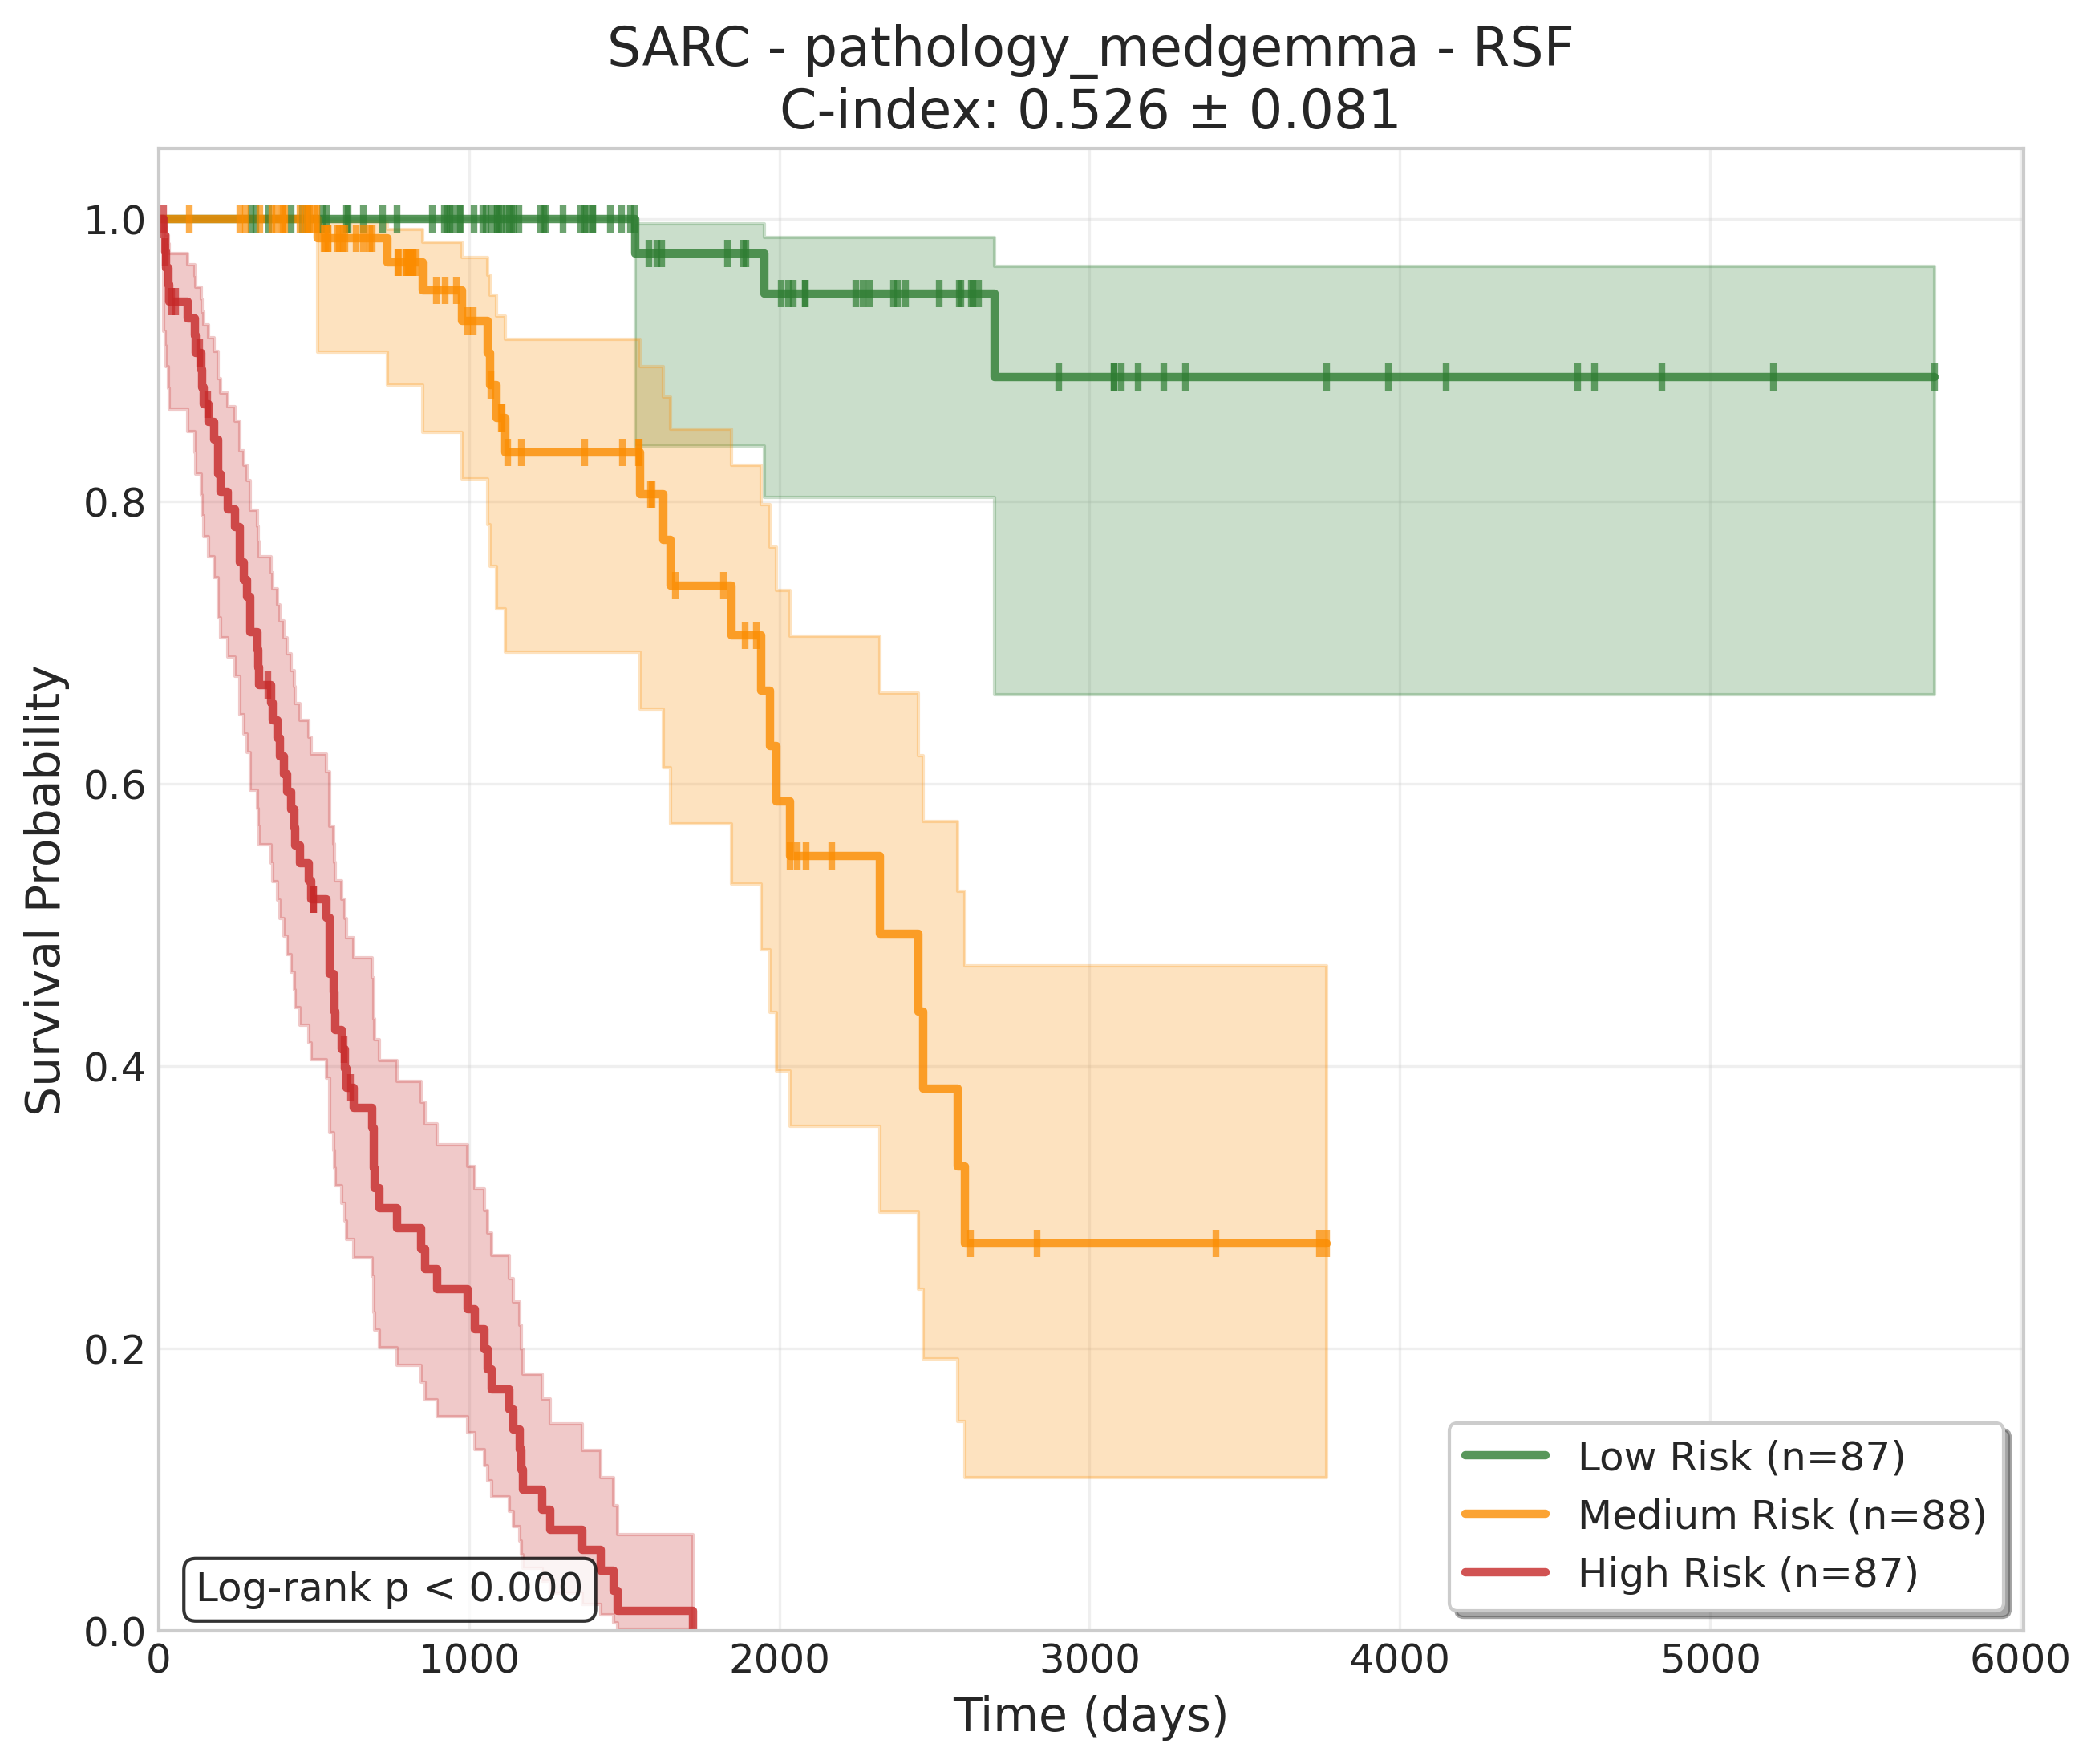 SARC - pathology_medgemma - RSF
C-index: 0.526 ± 0.081
Survival Probability
1.0
0.8
0.6
0.4
0.2
0.0
0
1000
2000
3000
4000
5000
6000
Time (days)
Log-rank p < 0.000
Low Risk (n=87)
Medium Risk (n=88)
High Risk (n=87)